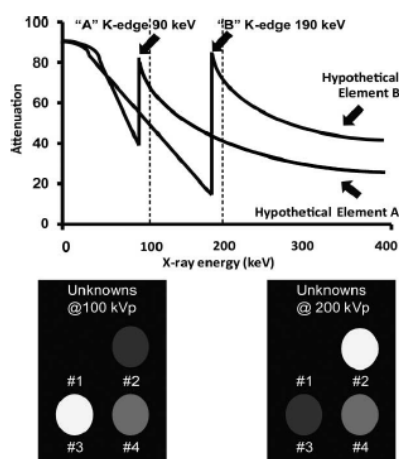 “A” K-edge 90 keV “B” K-edge 190 keV
100
80
60
40
20
0
Attenuation
Hypothetical
Element B
Hypothetical Element A
0 100 200 300 400
X-ray energy (keV)
Unknowns
@100 kVp
#1 #2
#3 #4
Unknowns
@ 200 kVp
#1 #2
#3 #4